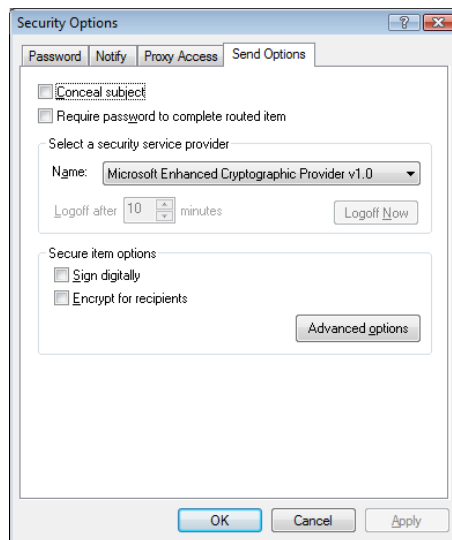 Security Options
Password Notify Proxy Access Send Options
Conceal subject
Require password to complete routed item
Select a security service provider
Name: Microsoft Enhanced Cryptographic Provider v1.0
Logoff after 10 minutes Logoff Now
Secure item options
Sign digitally
Encrypt for recipients
Advanced options
OK Cancel Apply